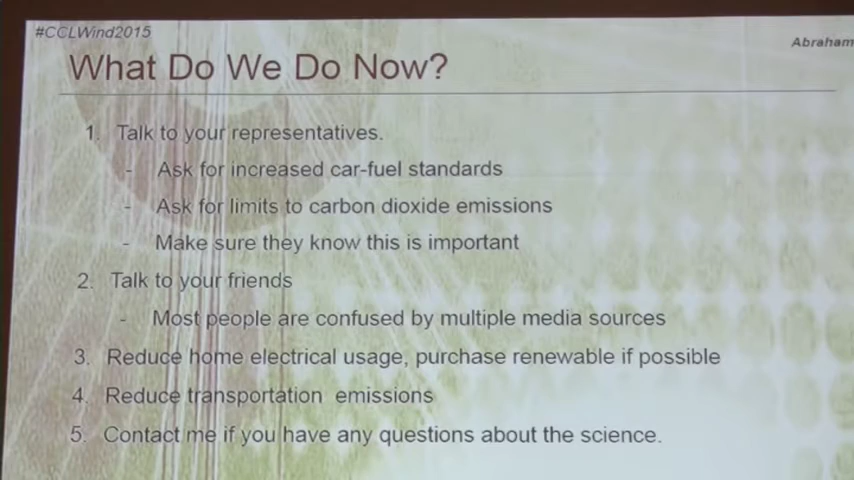 #CCLWind2015
Abraham
What Do We Do Now?
1. Talk to your representatives.
- Ask for increased car-fuel standards
- Ask for limits to carbon dioxide emissions
- Make sure they know this is important
2. Talk to your friends
- Most people are confused by multiple media sources
3. Reduce home electrical usage, purchase renewable if possible
4. Reduce transportation emissions
5. Contact me if you have any questions about the science.